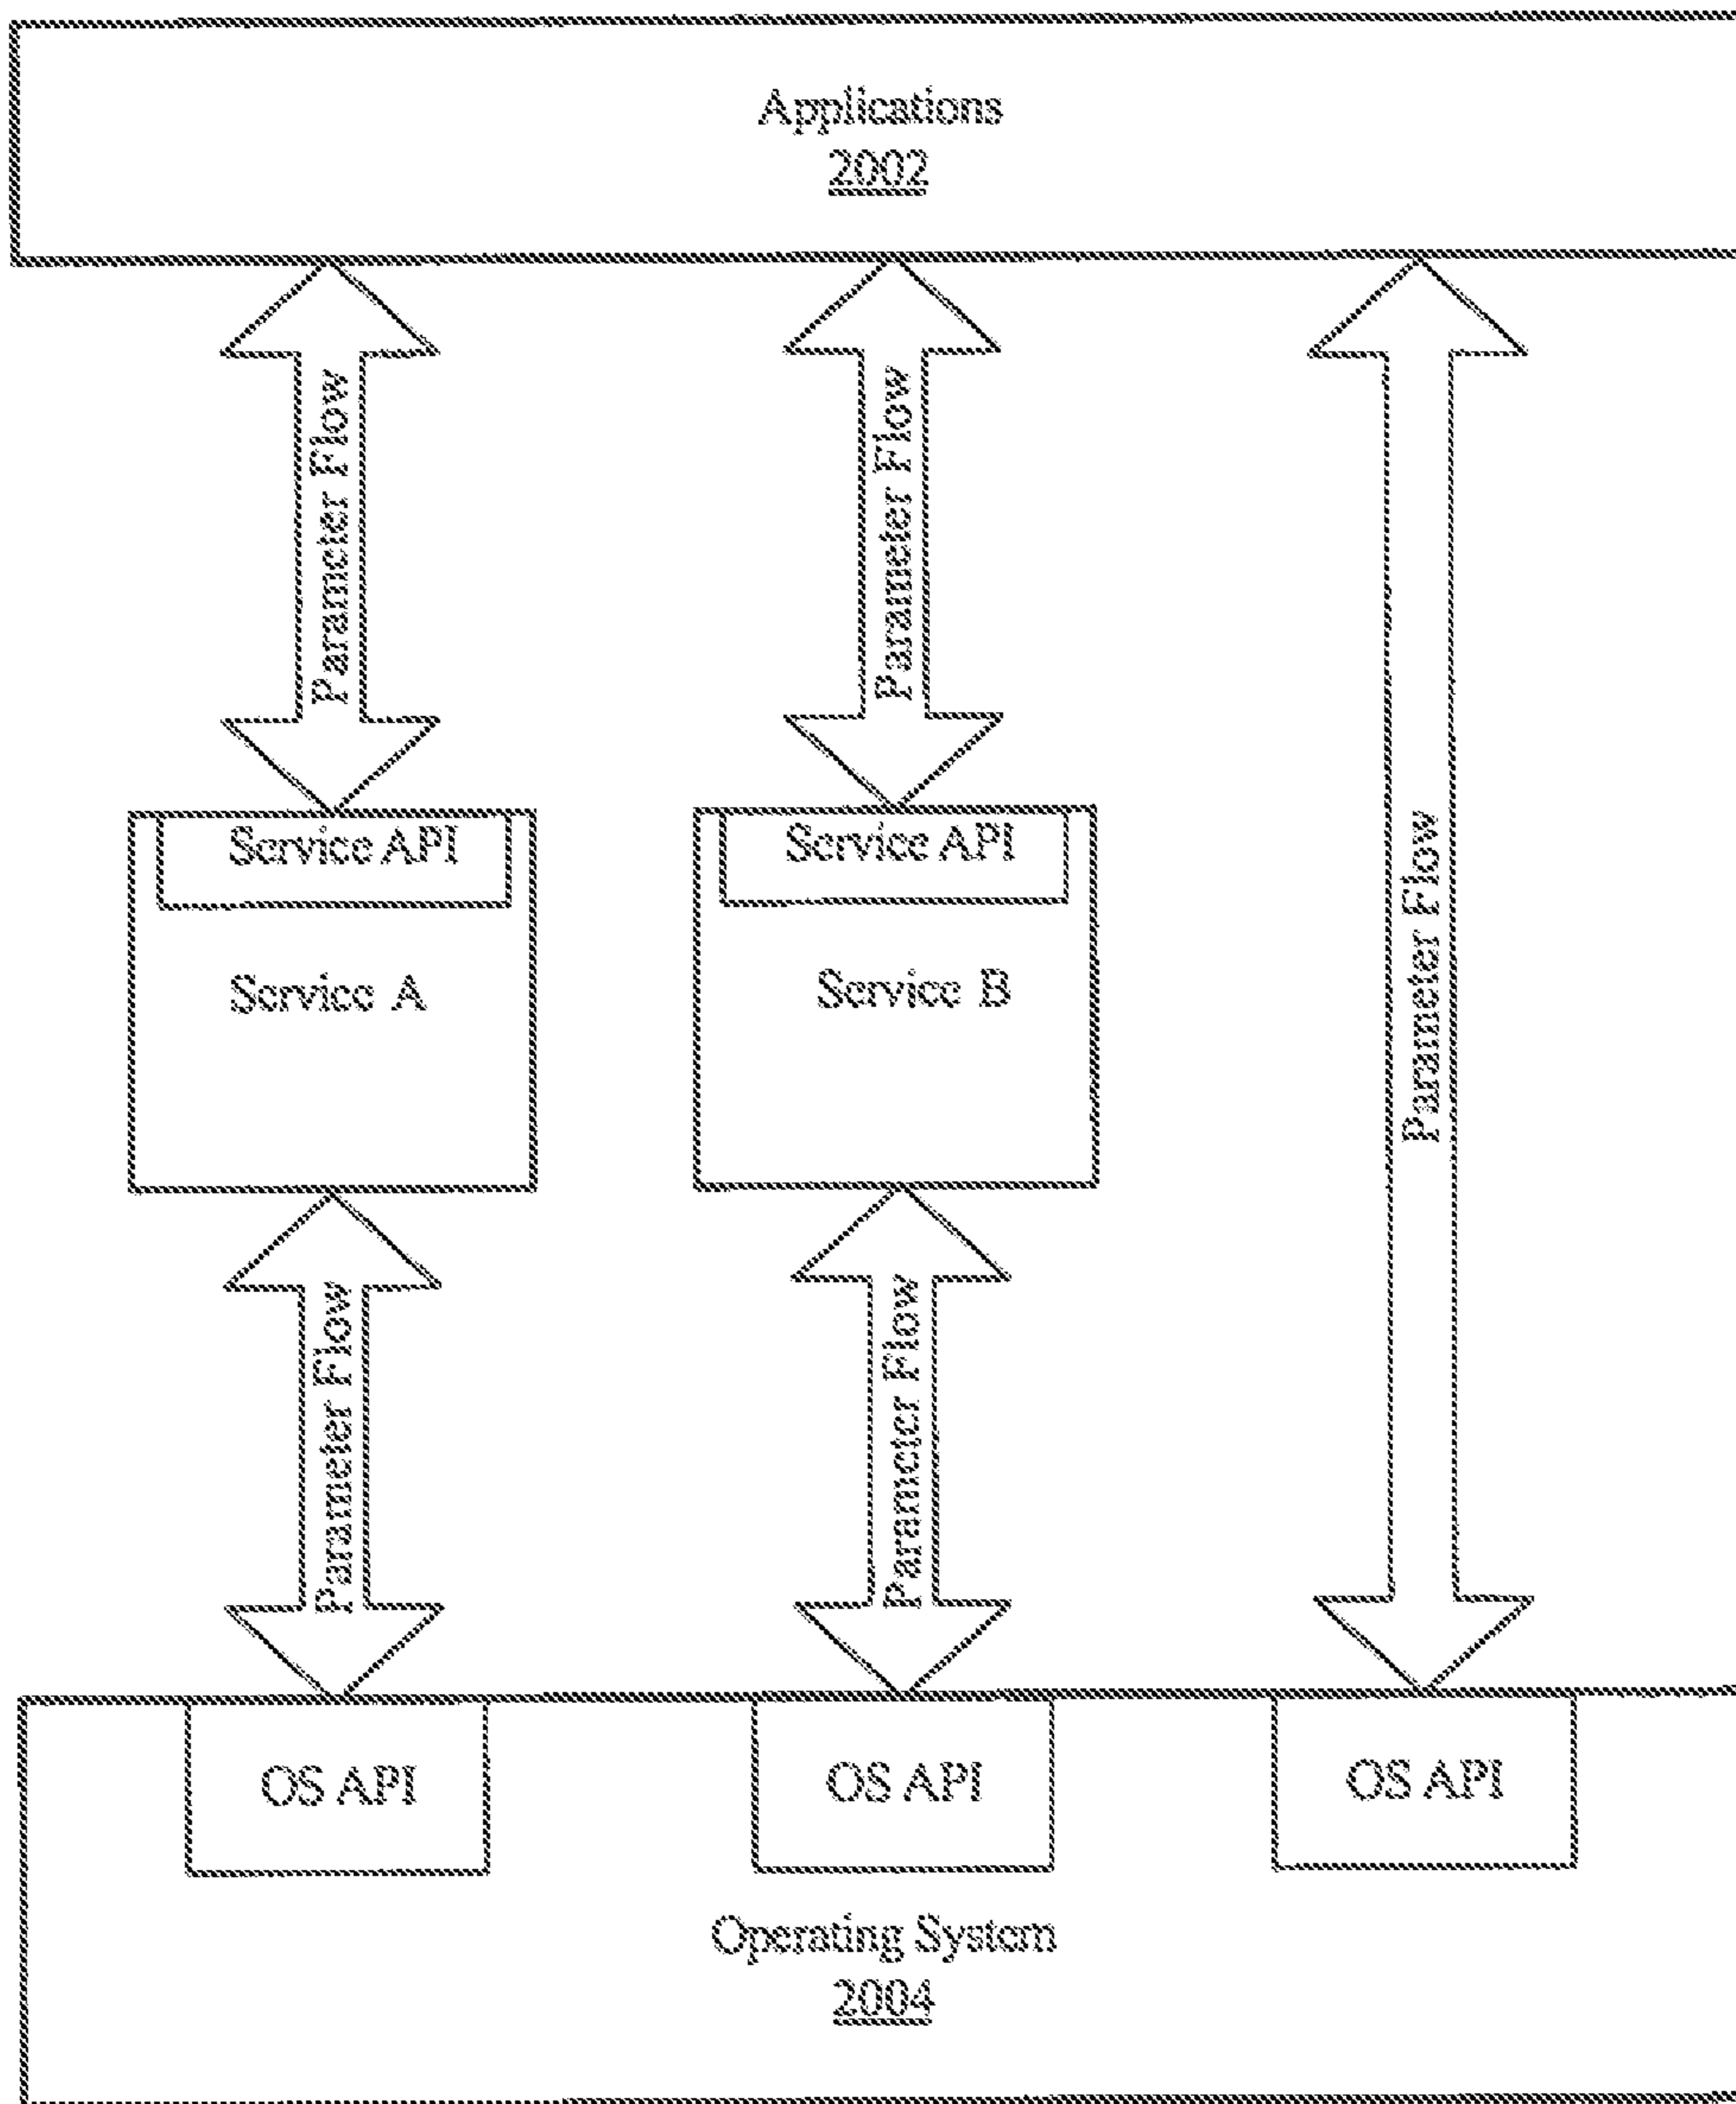 Applications
2002
Parameter Flow
Parameter Flow
Parameter Flow
Service API
Service API
Service A
Service B
Parameter Flow
Parameter Flow
OS API
OS API
OS API
Operating System
2004